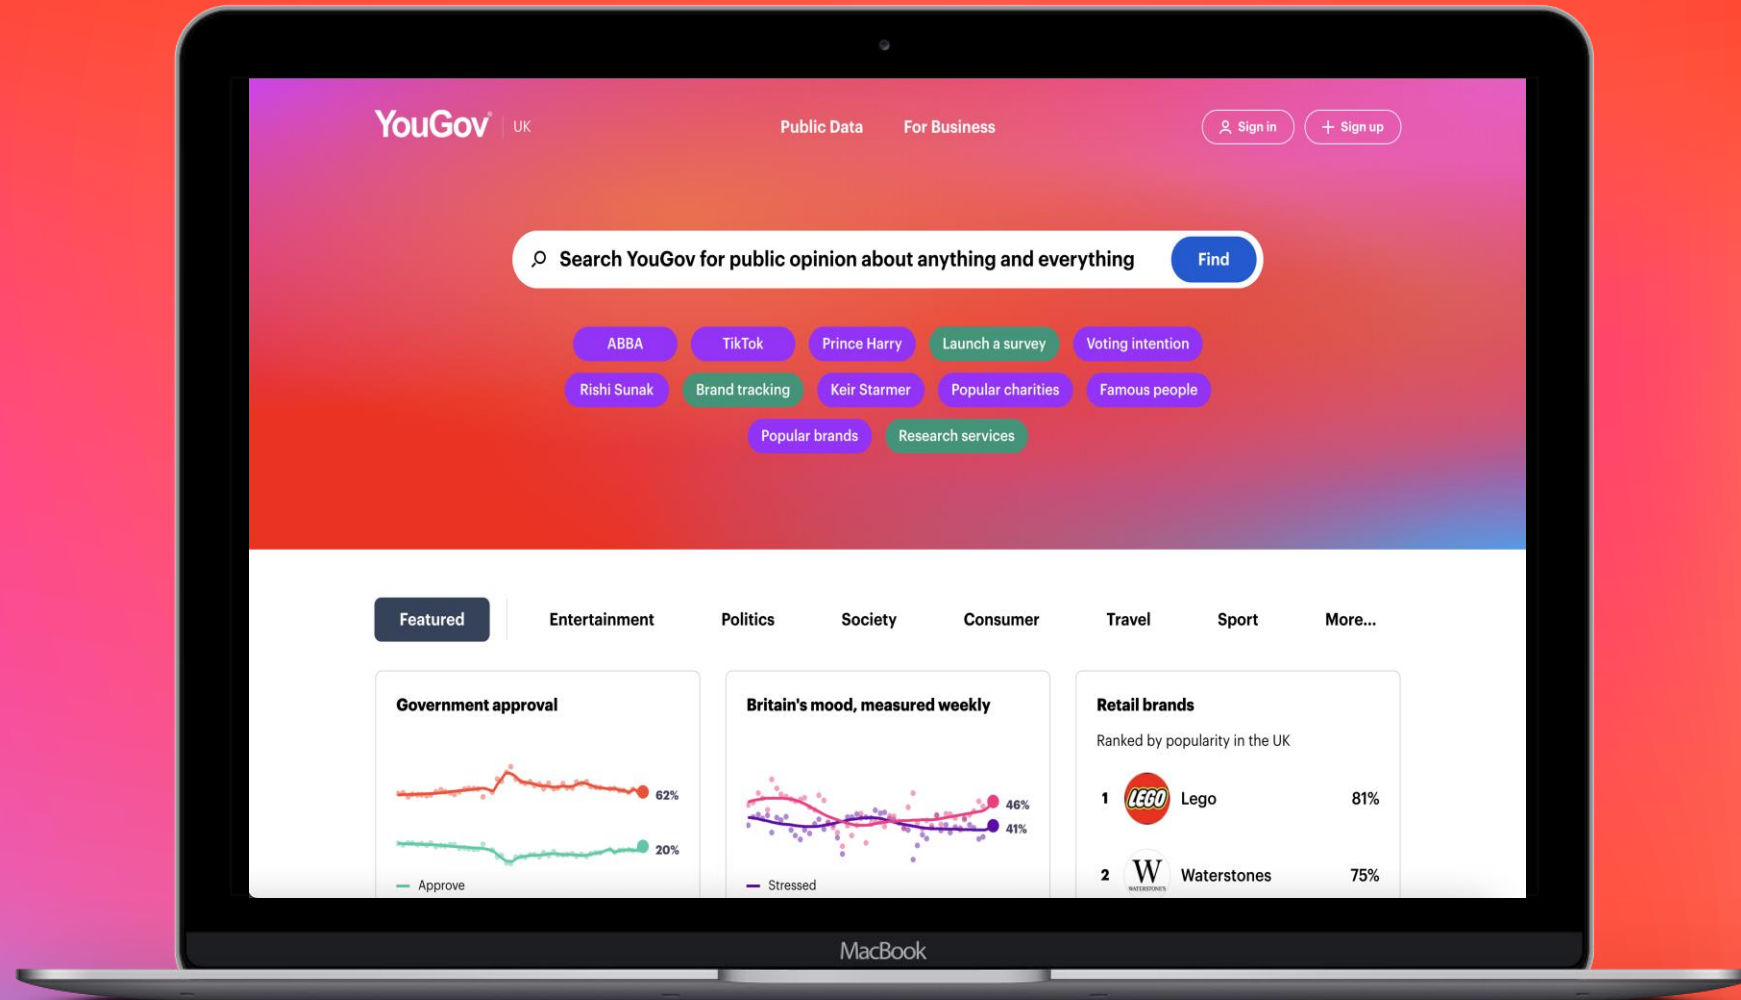 YouGov UK Public Data For Business Sign in Sign up
Search YouGov for public opinion about anything and everything Find
ABBA TikTok Prince Harry Launch a survey Voting intention
Rishi Sunak Brand tracking Keir Starmer Popular charities Famous people
Popular brands Research services
Featured Entertainment Politics Society Consumer Travel Sport More...
Government approval
62%
20%
Approve
Britain's mood, measured weekly
46%
41%
Stressed
Retail brands
Ranked by popularity in the UK
1 LEGO Lego 81%
2 W WATERSTONES Waterstones 75%
MacBook